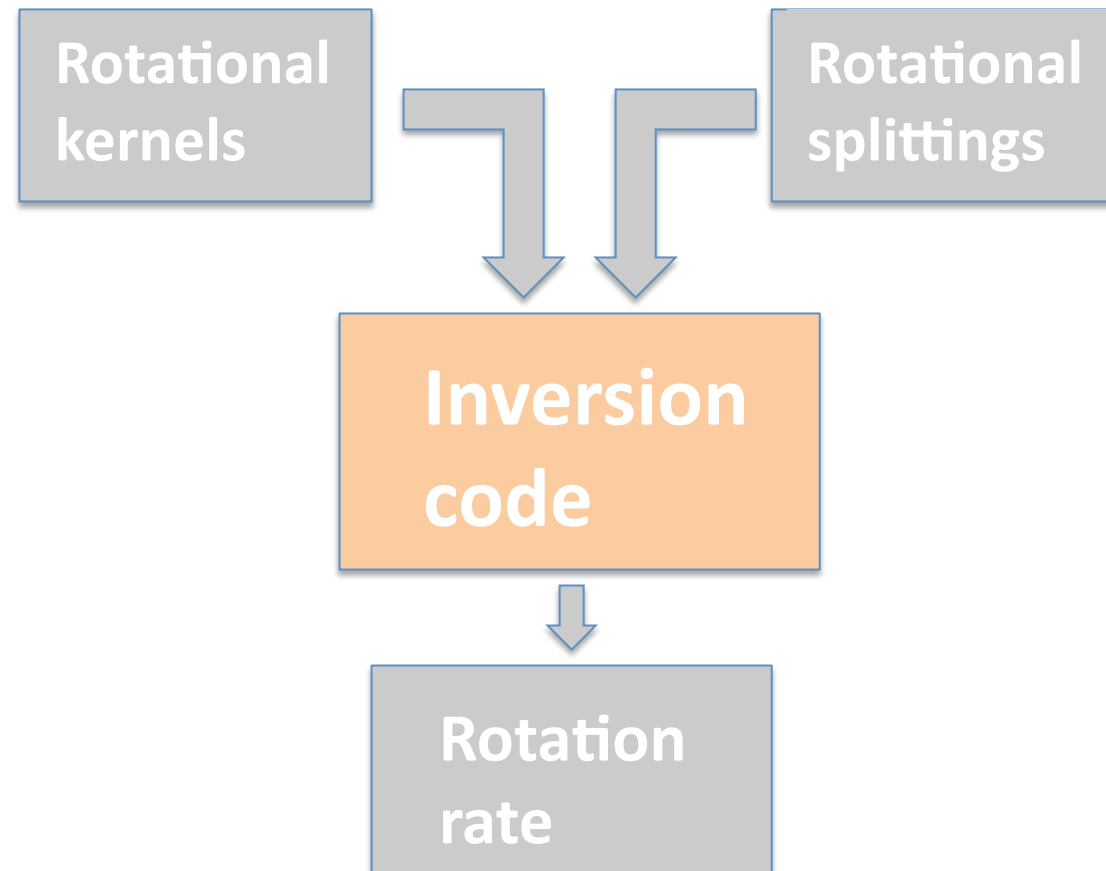 Rotational
kernels
Rotational
splittings
Inversion
code
Rotation
rate